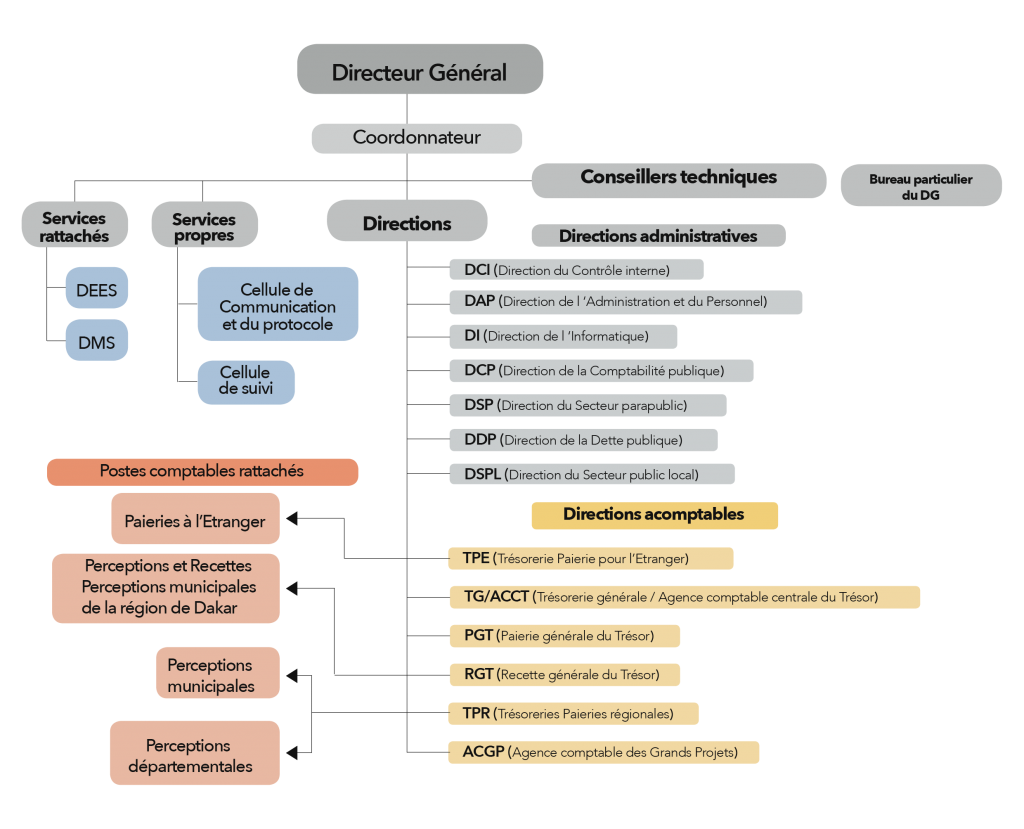 Directeur Général
Coordonnateur
Conseillers techniques
Bureau particulier
du DG
Services
rattachés
Services
propres
Directions
Directions administratives
DEES
DMS
Cellule de
Communication
et du protocole
Cellule
de suivi
DCI (Direction du Contrôle interne)
DAP (Direction de l ‘Administration et du Personnel)
DI (Direction de l ‘Informatique)
DCP (Direction de la Comptabilité publique)
DSP (Direction du Secteur parapublic)
DDP (Direction de la Dette publique)
DSPL (Direction du Secteur public local)
Postes comptables rattachés
Paieries à l’Etranger
Perceptions et Recettes
Perceptions municipales
de la région de Dakar
Perceptions
municipales
Perceptions
départementales
Directions acomptables
TPE (Trésorerie Paierie pour l’Etranger)
TG/ACCT (Trésorerie générale / Agence comptable centrale du Trésor)
PGT (Paierie générale du Trésor)
RGT (Recette générale du Trésor)
TPR (Trésoreries Paieries régionales)
ACGP (Agence comptable des Grands Projets)